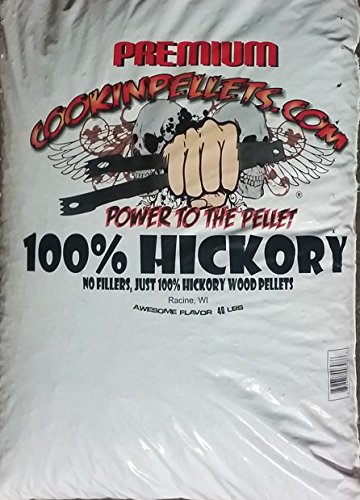 PREMIUM
COOKINPELLETS.COM
®
POWER TO THE PELLET
100% HICKORY
NO FILLERS, JUST 100% HICKORY WOOD PELLETS
Racine, WI
AWESOME FLAVOR 40 LBS